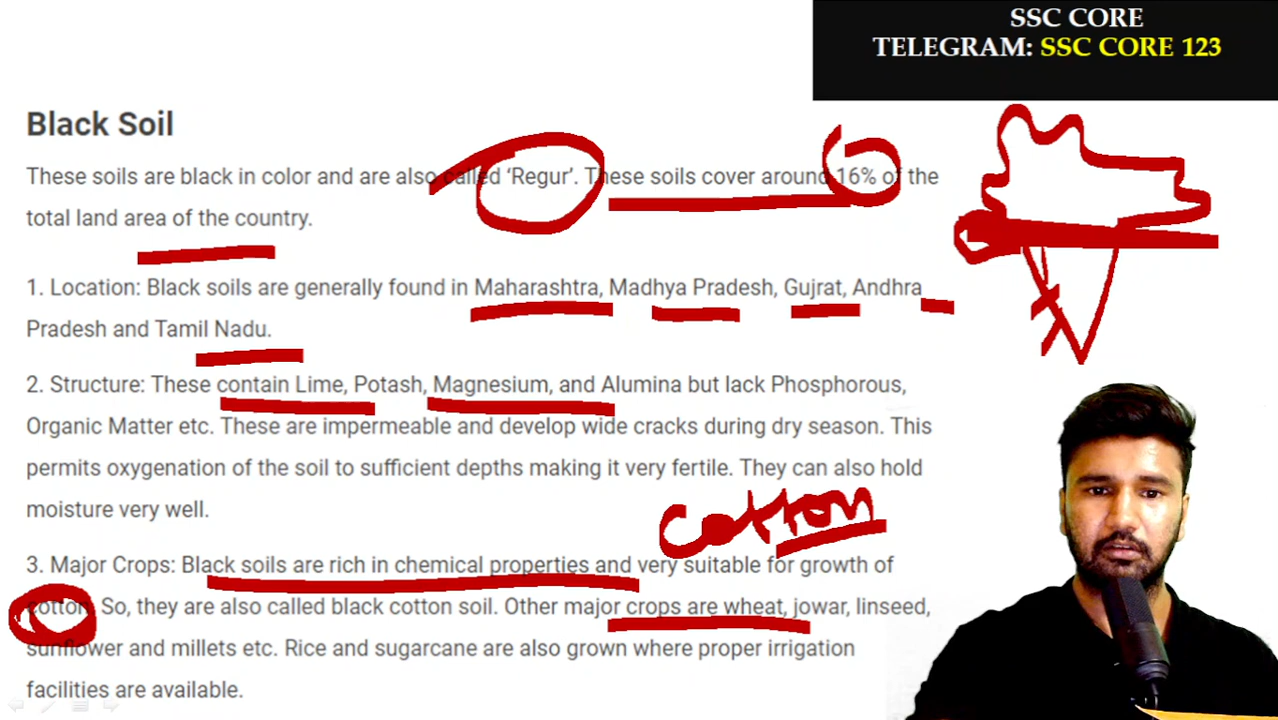 SSC CORE
TELEGRAM: SSC CORE 123
Black Soil
These soils are black in color and are also called ‘Regur’. These soils cover around 16% of the
total land area of the country.
1. Location: Black soils are generally found in Maharashtra, Madhya Pradesh, Gujrat, Andhra
Pradesh and Tamil Nadu.
2. Structure: These contain Lime, Potash, Magnesium, and Alumina but lack Phosphorous,
Organic Matter etc. These are impermeable and develop wide cracks during dry season. This
permits oxygenation of the soil to sufficient depths making it very fertile. They can also hold
moisture very well.
cotton
3. Major Crops: Black soils are rich in chemical properties and very suitable for growth of
cotton. So, they are also called black cotton soil. Other major crops are wheat, jowar, linseed,
sunflower and millets etc. Rice and sugarcane are also grown where proper irrigation
facilities are available.